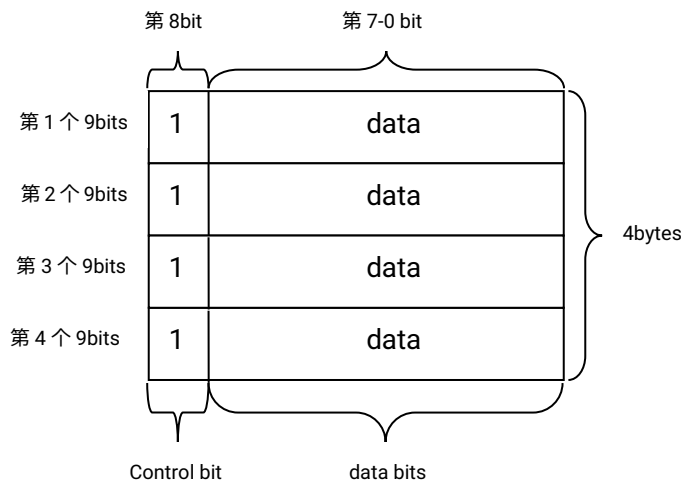 第 8bit
第 7-0 bit
第 1 个 9bits
1
data
第 2 个 9bits
1
data
4bytes
第 3 个 9bits
1
data
第 4 个 9bits
1
data
Control bit
data bits